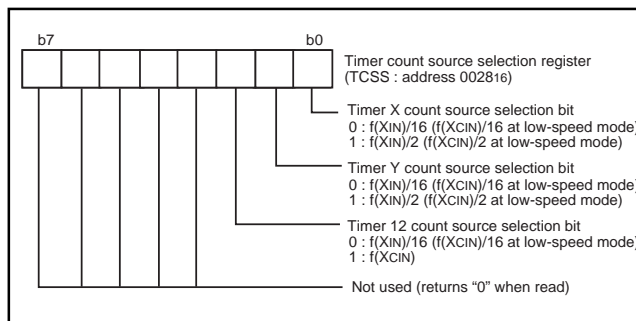 b7 b0
Timer count source selection register
(TCSS : address 002816)
Timer X count source selection bit
0 : f(XIN)/16 (f(XCIN)/16 at low-speed mode)
1 : f(XIN)/2 (f(XCIN)/2 at low-speed mode)
Timer Y count source selection bit
0 : f(XIN)/16 (f(XCIN)/16 at low-speed mode)
1 : f(XIN)/2 (f(XCIN)/2 at low-speed mode)
Timer 12 count source selection bit
0 : f(XIN)/16 (f(XCIN)/16 at low-speed mode)
1 : f(XCIN)
Not used (returns “0” when read)